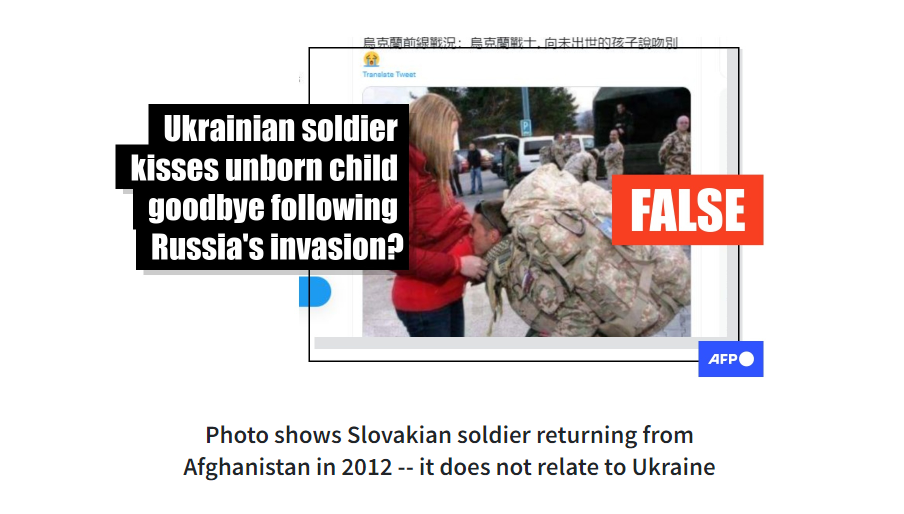 烏克蘭前線戰況：烏克蘭戰士, 向未出世的孩子說吻別
Translate Tweet
Ukrainian soldier
kisses unborn child
goodbye following
Russia's invasion?
FALSE
AFP
Photo shows Slovakian soldier returning from
Afghanistan in 2012 -- it does not relate to Ukraine